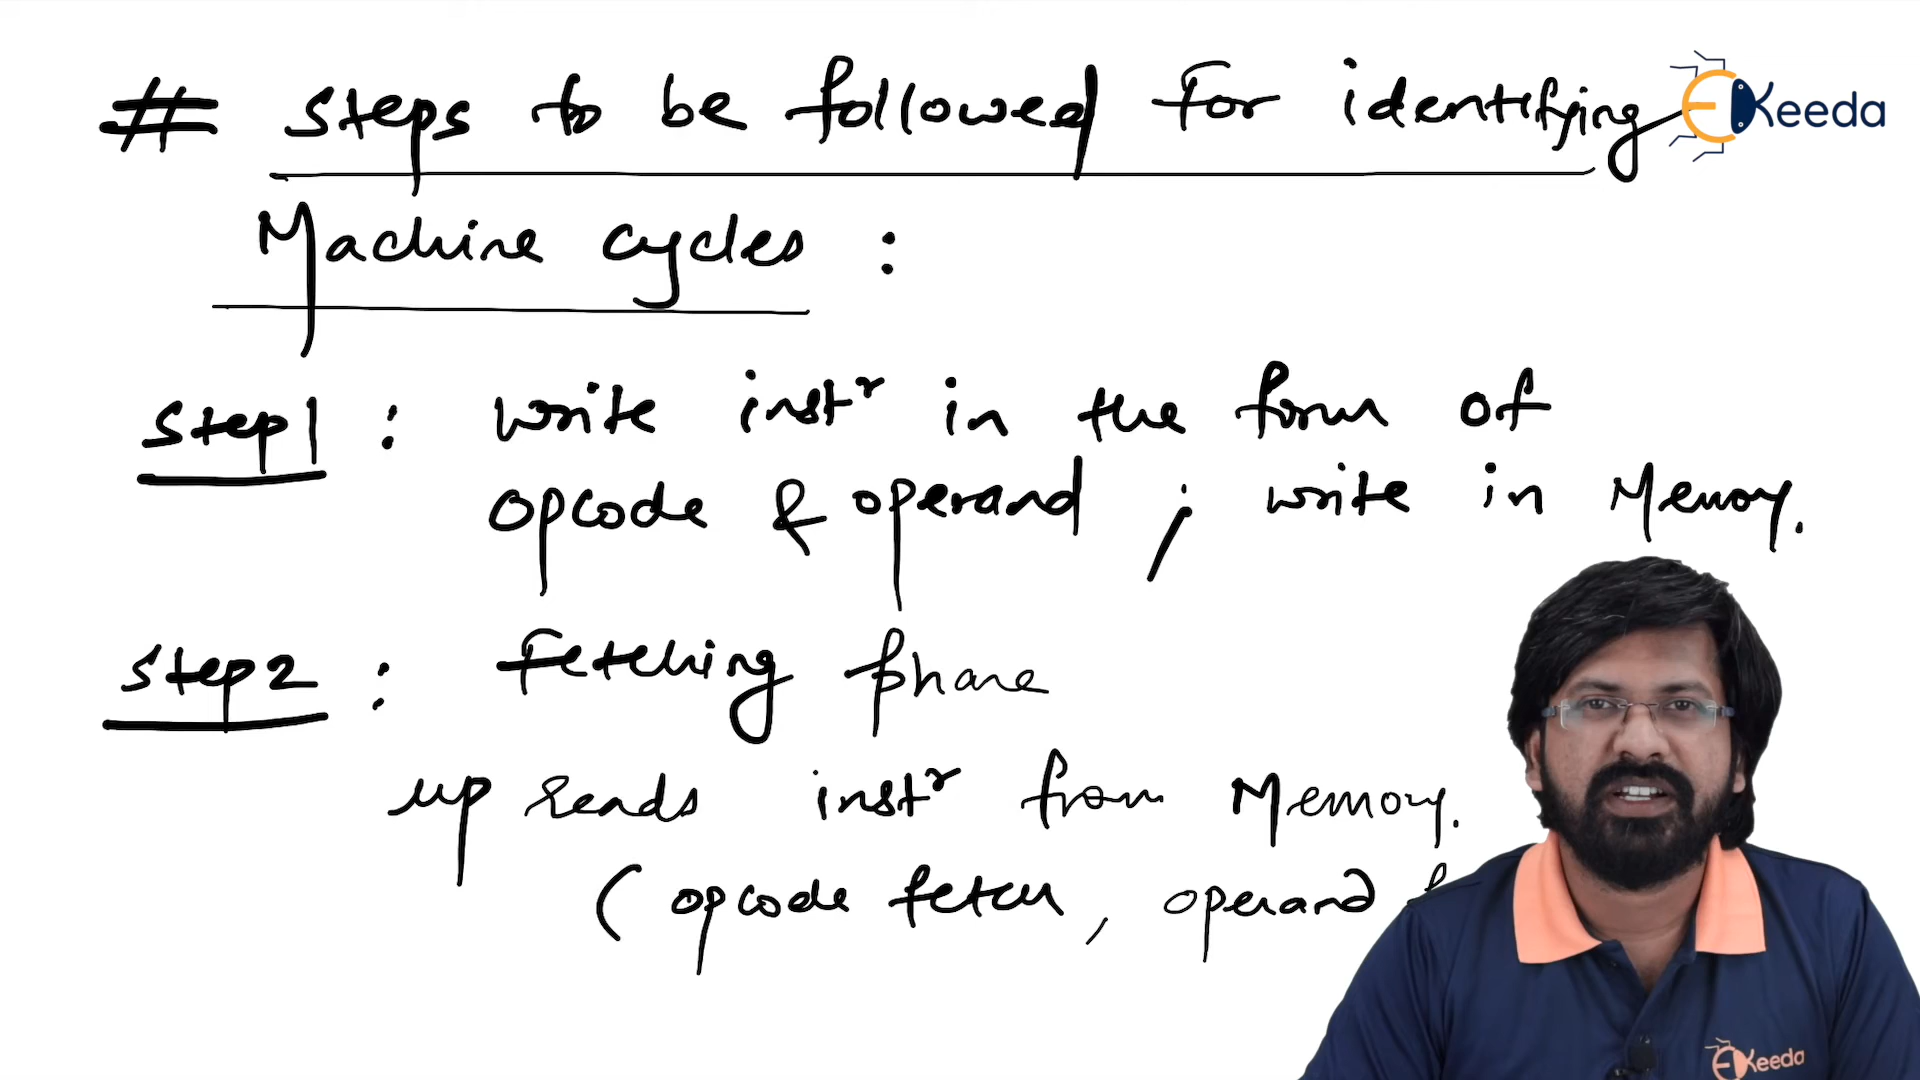 # steps to be followed for identifying
EKeeda
Machine cycles :
Step1 : write instr in the form of
opcode & operand ; write in Memory.
Step2 : Fetching phase
up reads instr from Memory.
( opcode fetch, operand
EKeeda